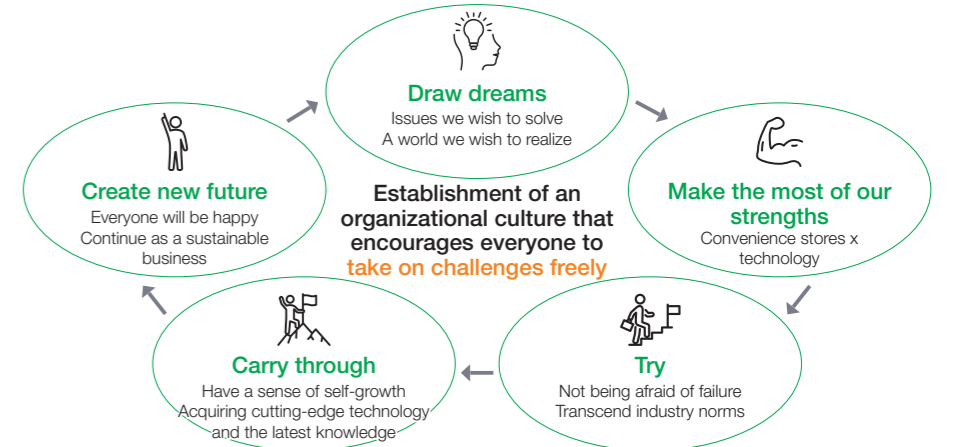 Draw dreams
Issues we wish to solve
A world we wish to realize
Make the most of our
strengths
Convenience stores x
technology
Try
Not being afraid of failure
Transcend industry norms
Carry through
Have a sense of self-growth
Acquiring cutting-edge technology
and the latest knowledge
Create new future
Everyone will be happy
Continue as a sustainable
business
Establishment of an
organizational culture that
encourages everyone to
take on challenges freely